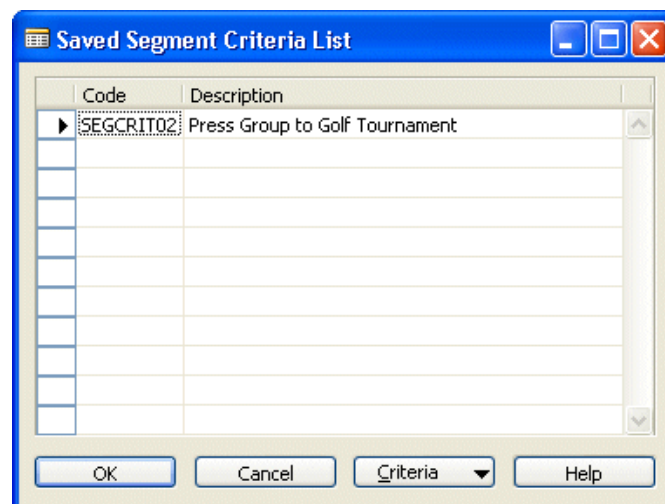 Saved Segment Criteria List
Code Description
SEGCRIT02 Press Group to Golf Tournament
OK Cancel Criteria Help